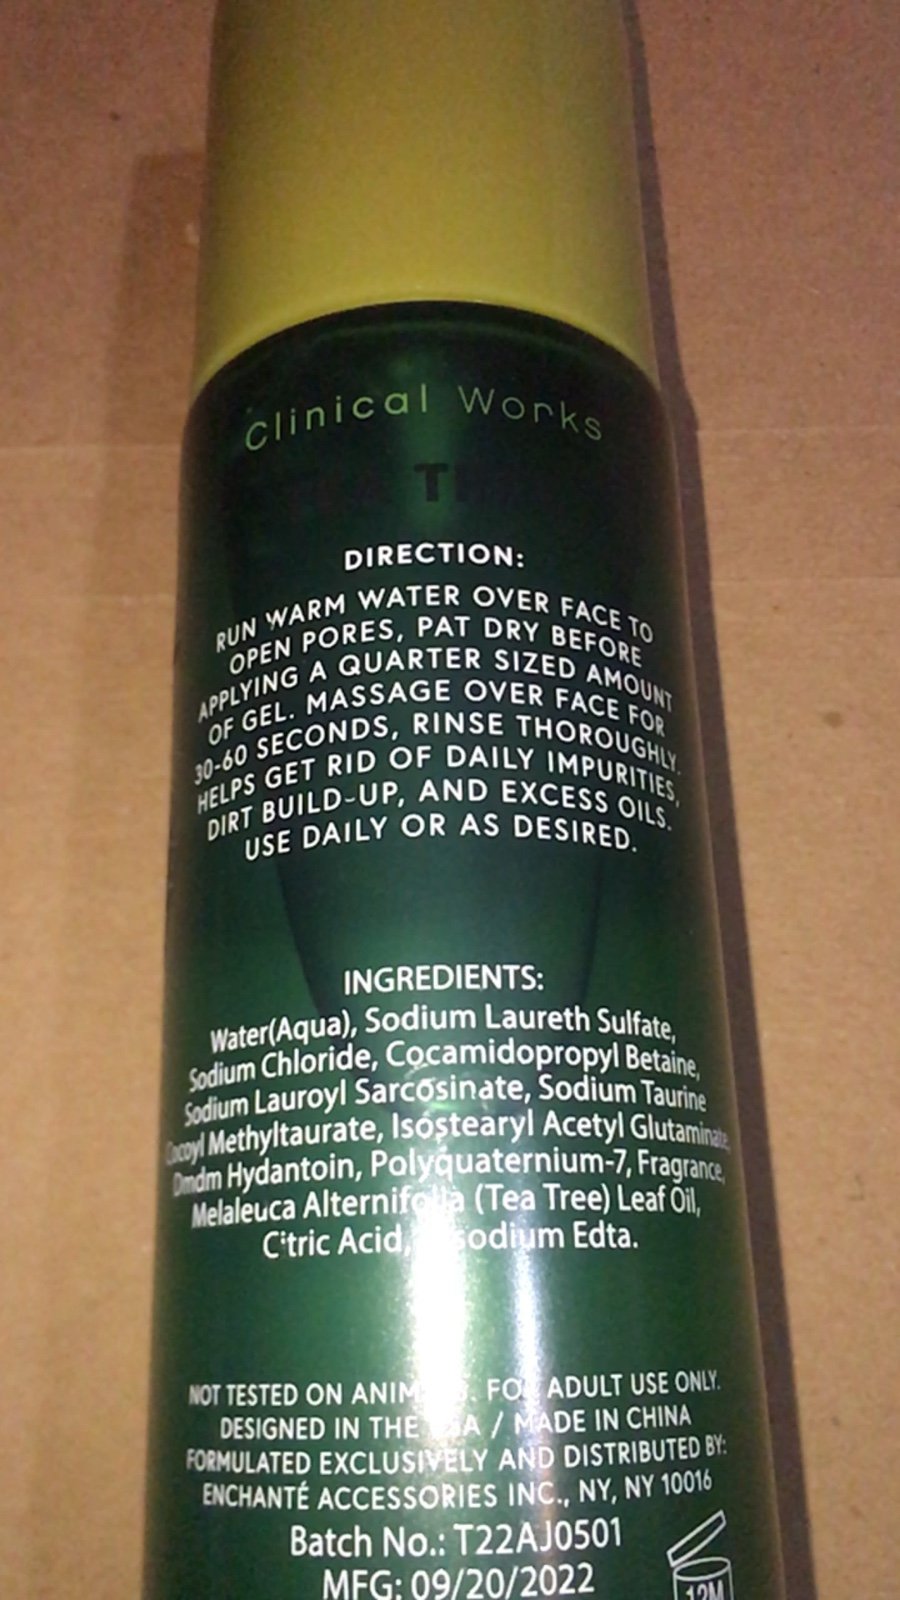 Clinical Works
DIRECTION:
RUN WARM WATER OVER FACE TO
OPEN PORES, PAT DRY BEFORE
APPLYING A QUARTER SIZED AMOUNT
OF GEL. MASSAGE OVER FACE FOR
30-60 SECONDS, RINSE THOROUGHLY.
HELPS GET RID OF DAILY IMPURITIES,
DIRT BUILD-UP, AND EXCESS OILS.
USE DAILY OR AS DESIRED.
INGREDIENTS:
Water(Aqua), Sodium Laureth Sulfate,
Sodium Chloride, Cocamidopropyl Betaine,
Sodium Lauroyl Sarcosinate, Sodium Taurine
Cocoyl Methyltaurate, Isostearyl Acetyl Glutaminate,
Dmdm Hydantoin, Polyquaternium-7, Fragrance,
Melaleuca Alternifolia (Tea Tree) Leaf Oil,
Citric Acid, Edta.
NOT TESTED ON FOR ADULT USE ONLY.
DESIGNED IN THE USA / MADE IN CHINA
FORMULATED EXCLUSIVELY AND DISTRIBUTED BY:
ENCHANTÉ ACCESSORIES INC., NY, NY 10016
Batch No.: T22AJ0501
MFG: 09/20/2022
12M